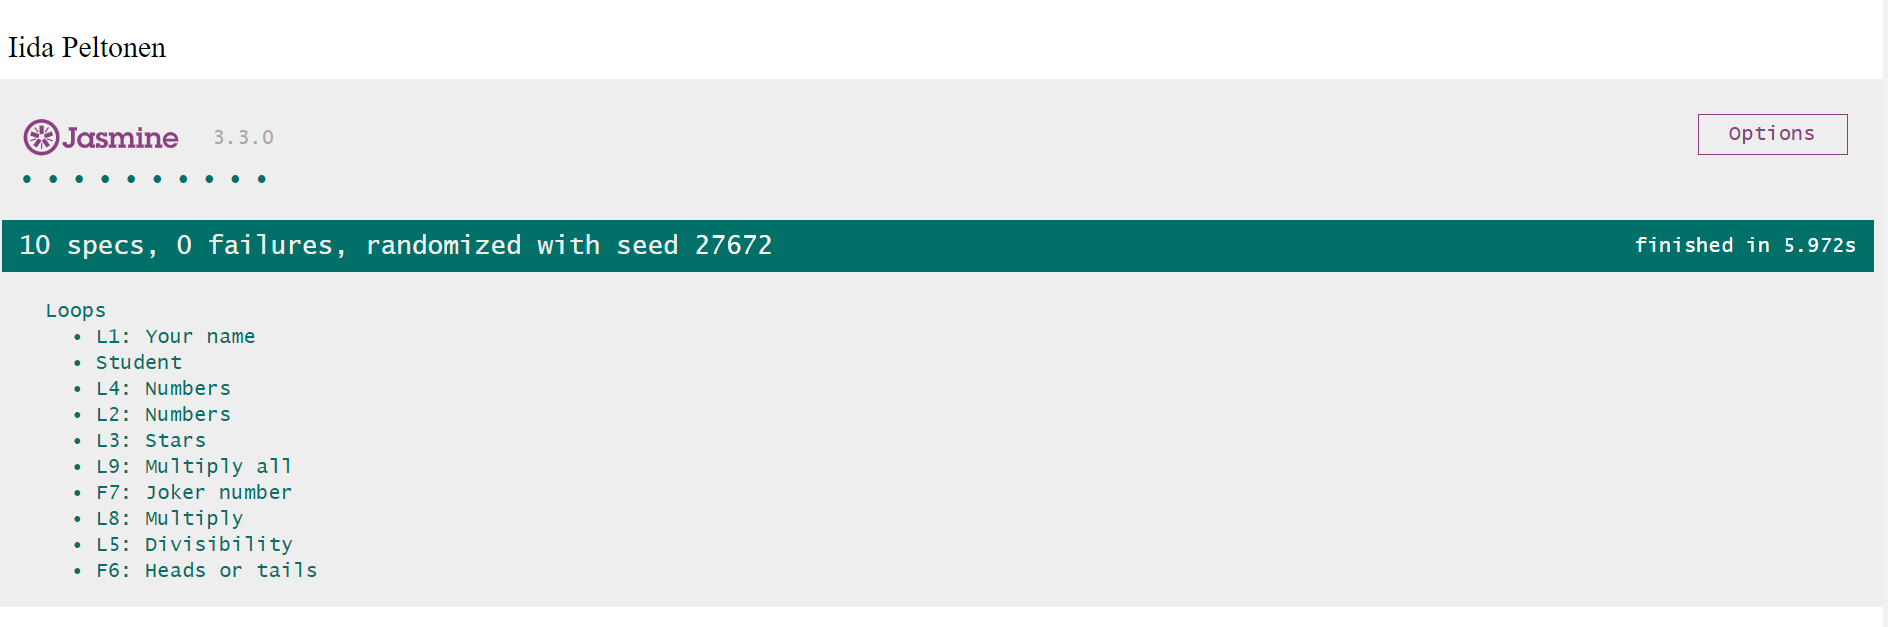 Iida Peltonen
Jasmine 3.3.0 Options
• • • • • • • • • •
10 specs, 0 failures, randomized with seed 27672 finished in 5.972s
Loops
• L1: Your name
• Student
• L4: Numbers
• L2: Numbers
• L3: Stars
• L9: Multiply all
• F7: Joker number
• L8: Multiply
• L5: Divisibility
• F6: Heads or tails